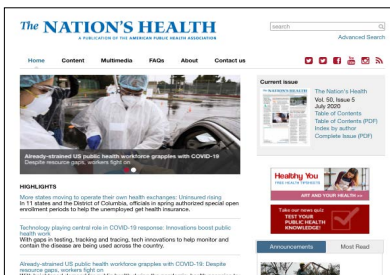 The NATION'S HEALTH
A PUBLICATION OF THE AMERICAN PUBLIC HEALTH ASSOCIATION
search
Advanced Search
Home Content Multimedia FAQs About Contact us
Already-strained US public health workforce grapples with COVID-19
Despite resource gaps, workers fight on
HIGHLIGHTS
More states moving to operate their own health exchanges: Uninsured rising
In 11 states and the District of Columbia, officials in spring authorized special open
enrollment periods to help the unemployed get health insurance.
Technology playing central role in COVID-19 response: Innovations boost public
health work
With gaps in testing, tracking and tracing, tech innovations to help monitor and
contain the disease are being used across the country.
Already-strained US public health workforce grapples with COVID-19: Despite
resource gaps, workers fight on
Current Issue
The Nation's Health
Vol. 50, Issue 5
July 2020
Table of Contents
Table of Contents (PDF)
Index by author
Complete Issue (PDF)
Healthy You
FREE HEALTH TIPSHEETS
ART AND YOUR HEALTH
Take our news quiz
TEST YOUR
PUBLIC HEALTH
KNOWLEDGE!
Announcements Most Read